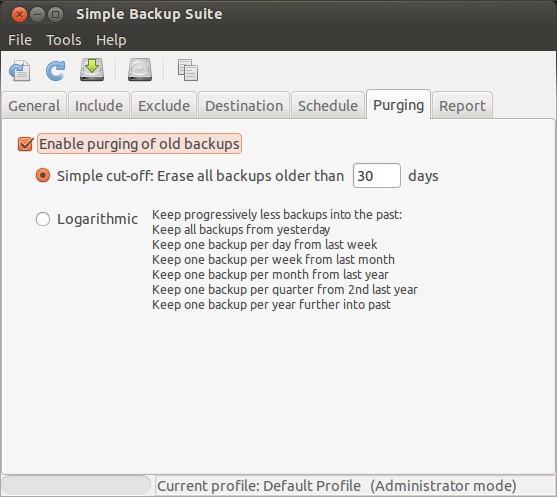 Simple Backup Suite
File Tools Help
General Include Exclude Destination Schedule Purging Report
Enable purging of old backups
Simple cut-off: Erase all backups older than 30 days
Logarithmic Keep progressively less backups into the past:
Keep all backups from yesterday
Keep one backup per day from last week
Keep one backup per week from last month
Keep one backup per month from last year
Keep one backup per quarter from 2nd last year
Keep one backup per year further into past
Current profile: Default Profile (Administrator mode)